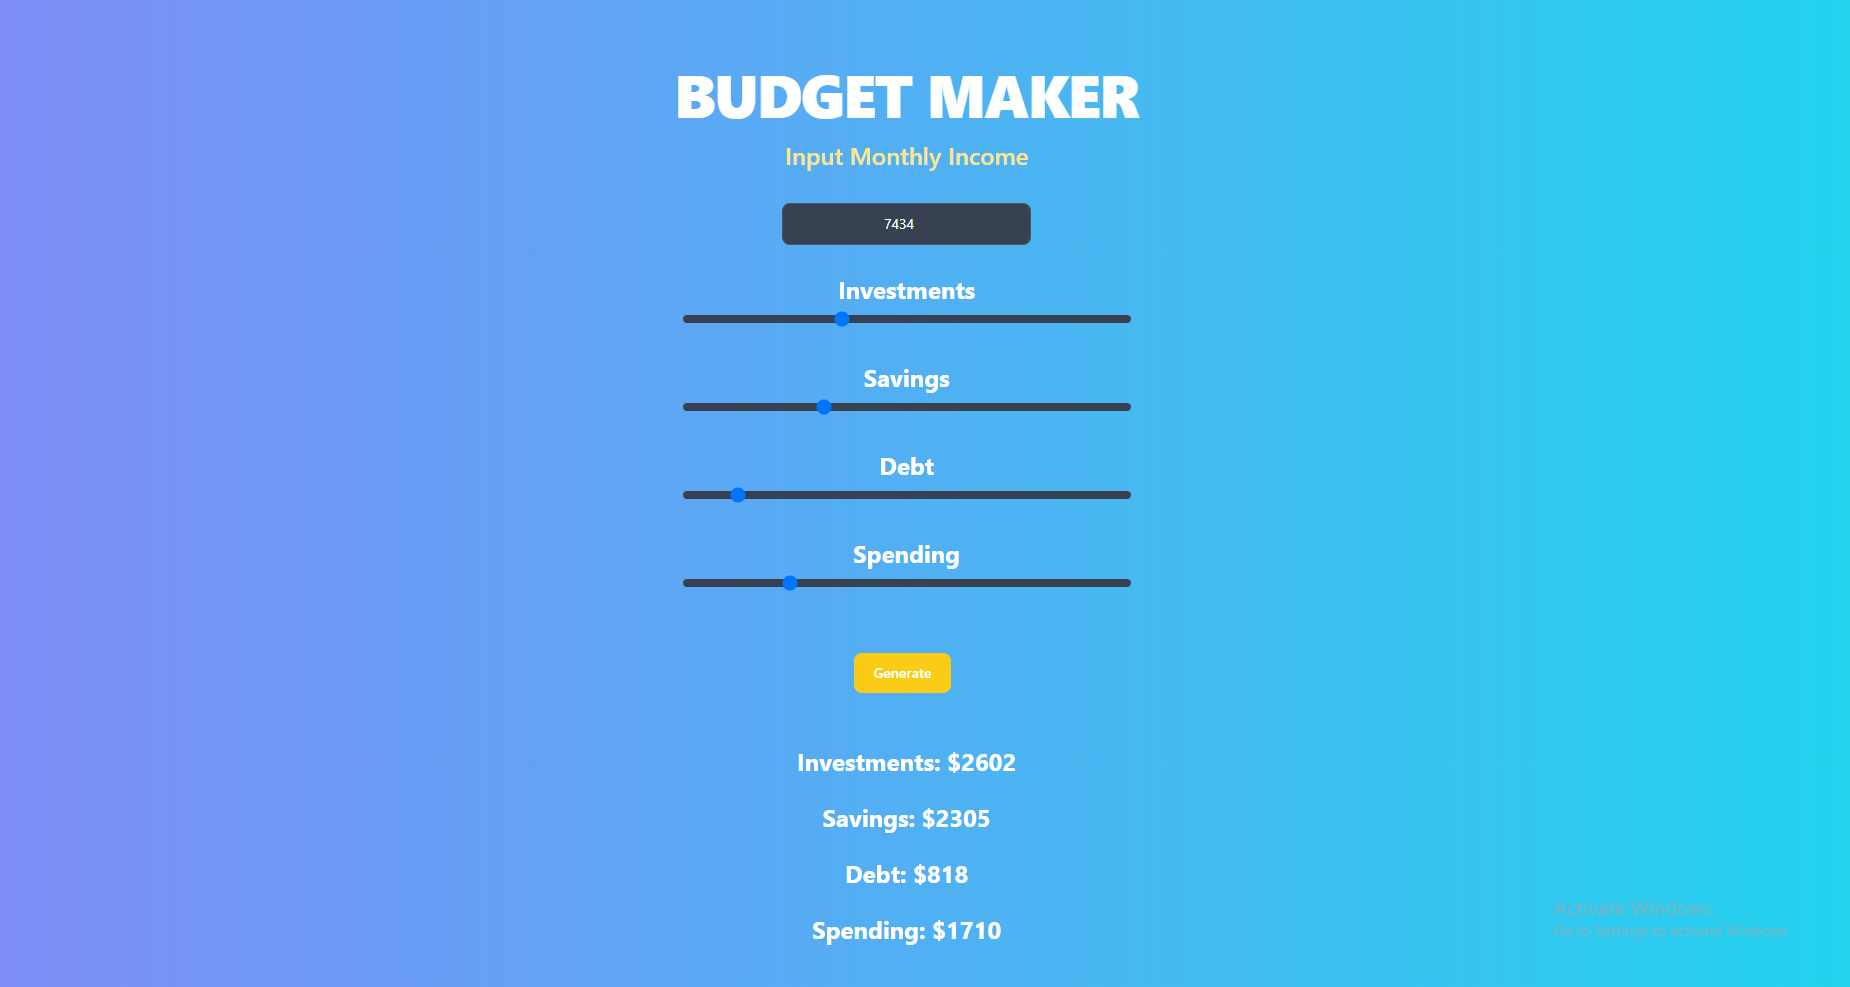 BUDGET MAKER
Input Monthly Income
7434
Investments
Savings
Debt
Spending
Generate
Investments: $2602
Savings: $2305
Debt: $818
Spending: $1710
Activate Windows
Go to Settings to activate Windows.